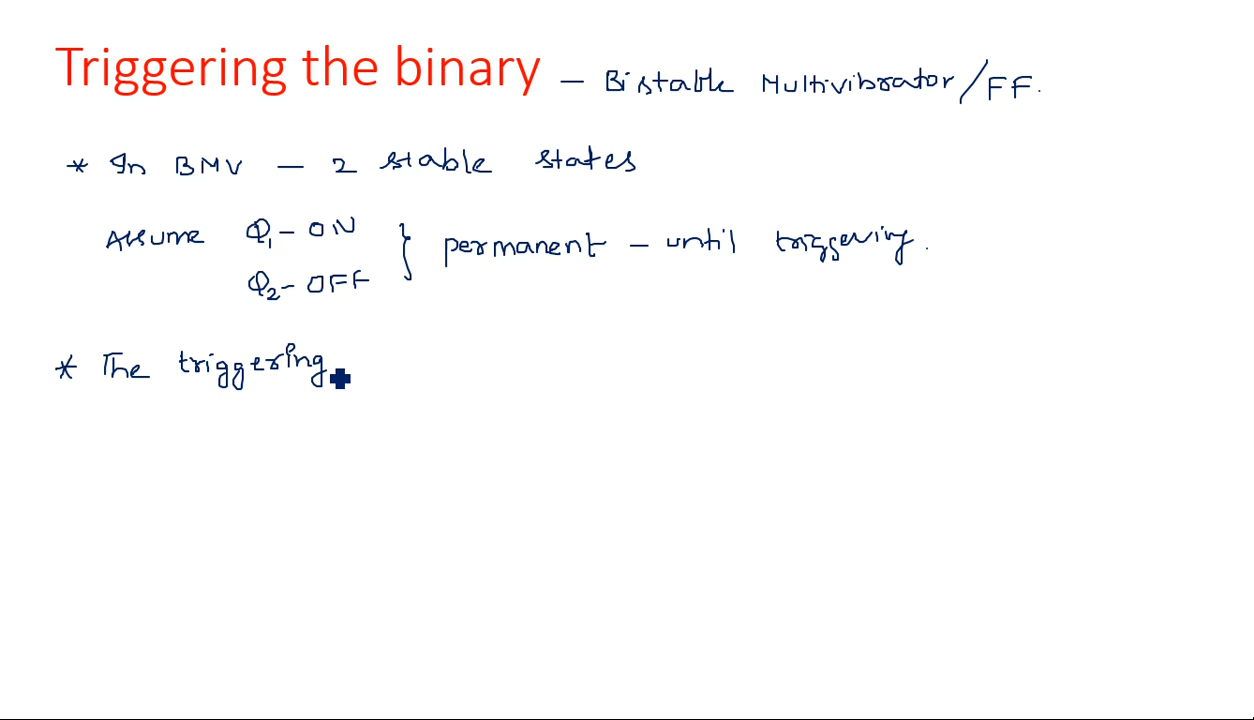 Triggering the binary – Bistable Multivibrator/FF.
* In BMV – 2 stable states
Assume Q1 – ON
} permanent – until triggering.
Q2 – OFF
* The triggering